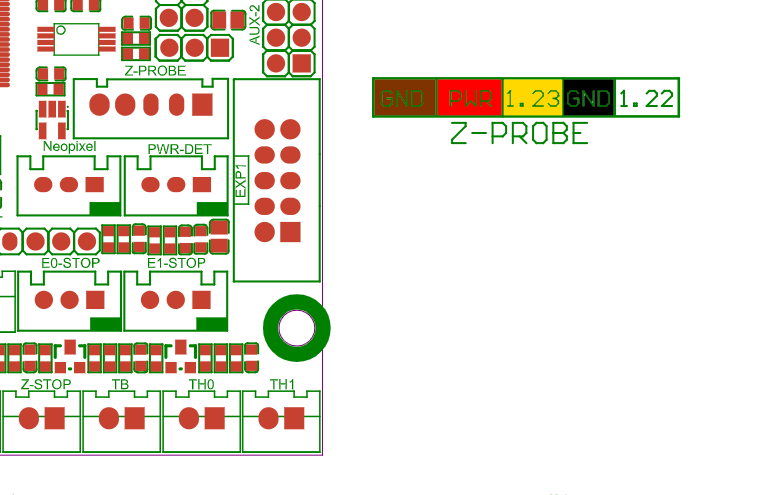 AUX-2
Z-PROBE
GND PWR 1.23 GND 1.22
Z-PROBE
Neopixel
PWR-DET
EXP1
E0-STOP
E1-STOP
Z-STOP
TB
TH0
TH1